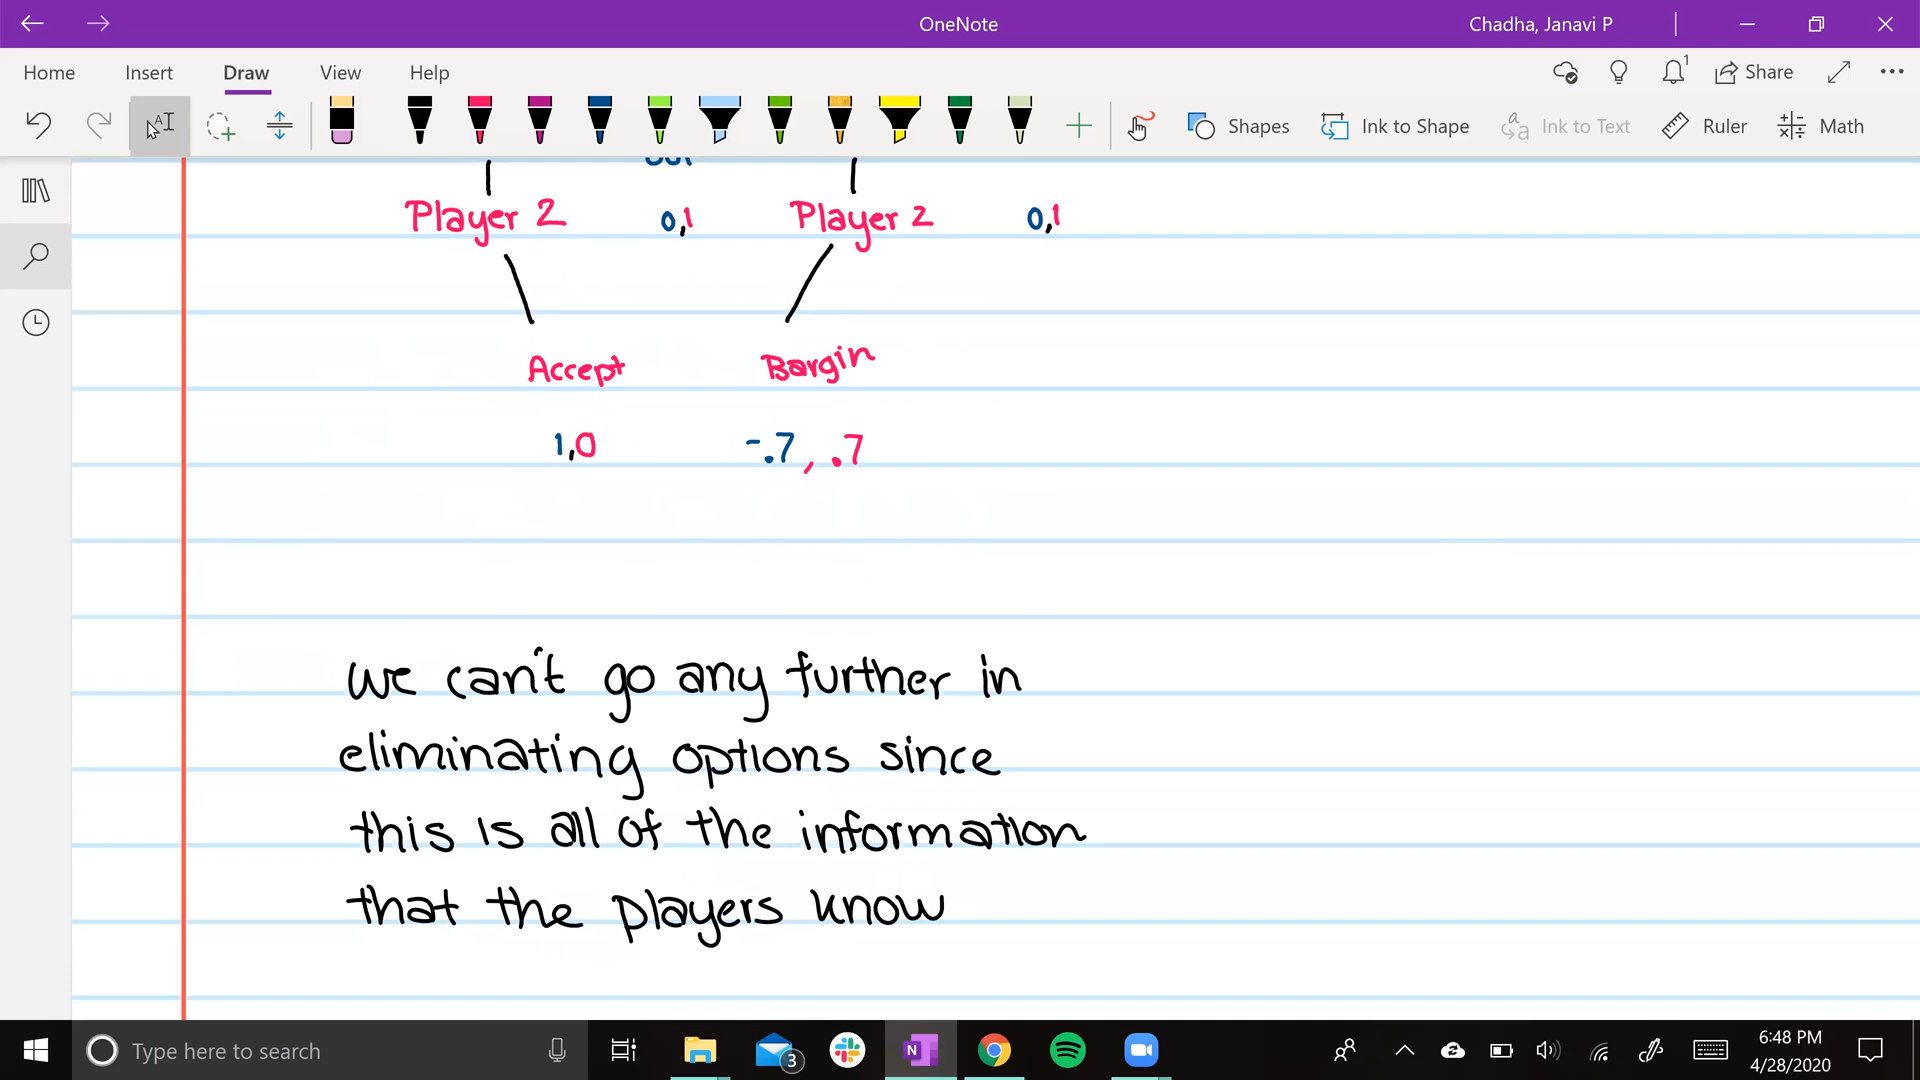 OneNote
Chadha, Janavi P
Home Insert Draw View Help
1 Share
Shapes Ink to Shape Ink to Text Ruler Math
Player 2 0,1 Player 2 0,1
Accept Bargin
1,0 -.7, .7
we can't go any further in
eliminating options since
this is all of the information
that the players know
Type here to search
3
6:48 PM
4/28/2020